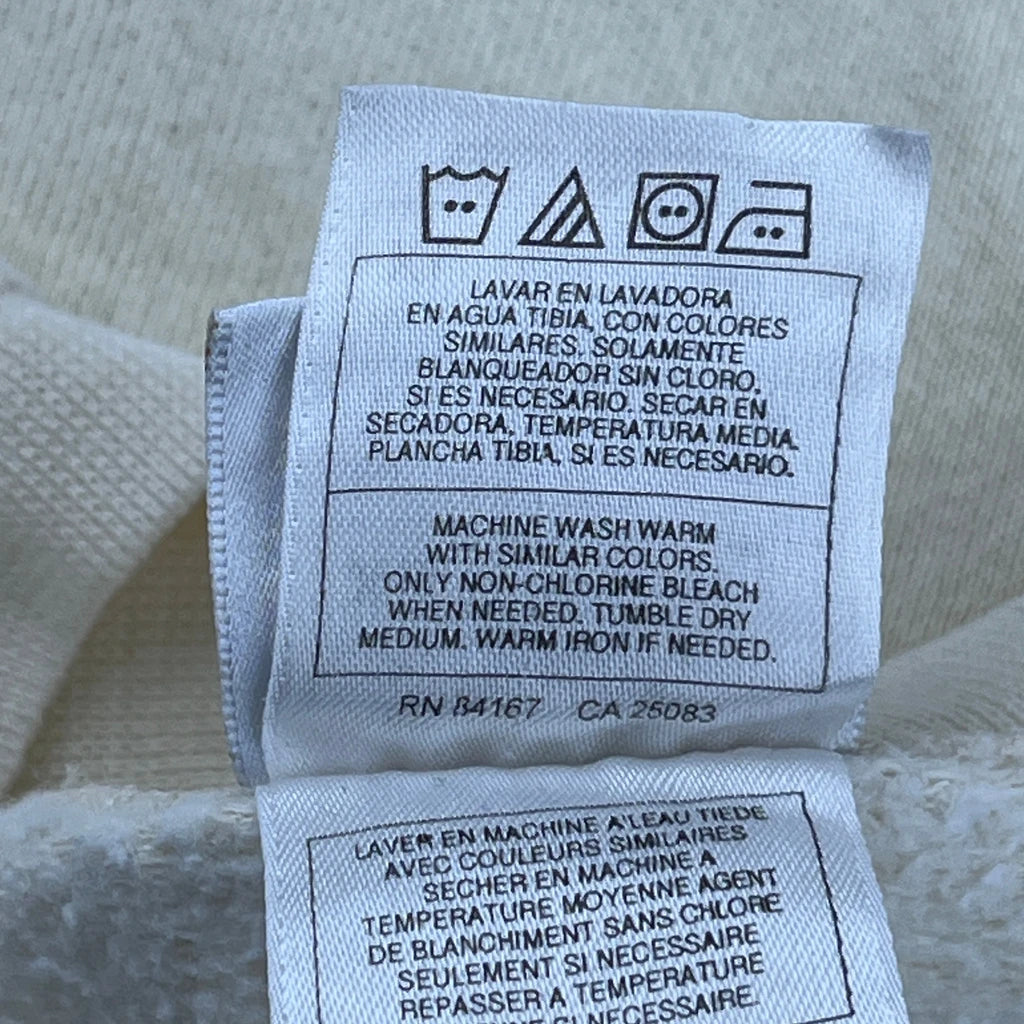 LAVAR EN LAVADORA
EN AGUA TIBIA, CON COLORES
SIMILARES. SOLAMENTE
BLANQUEADOR SIN CLORO,
SI ES NECESARIO. SECAR EN
SECADORA. TEMPERATURA MEDIA.
PLANCHA TIBIA, SI ES NECESARIO.
MACHINE WASH WARM
WITH SIMILAR COLORS.
ONLY NON-CHLORINE BLEACH
WHEN NEEDED. TUMBLE DRY
MEDIUM. WARM IRON IF NEEDED.
RN 84167 CA 25083
LAVER EN MACHINE A'LEAU TIEDE
AVEC COULEURS SIMILAIRES
SECHER EN MACHINE A
TEMPERATURE MOYENNE AGENT
DE BLANCHIMENT SANS CHLORE
SEULEMENT SI NECESSAIRE
REPASSER A TEMPERATURE
SI NECESSAIRE.